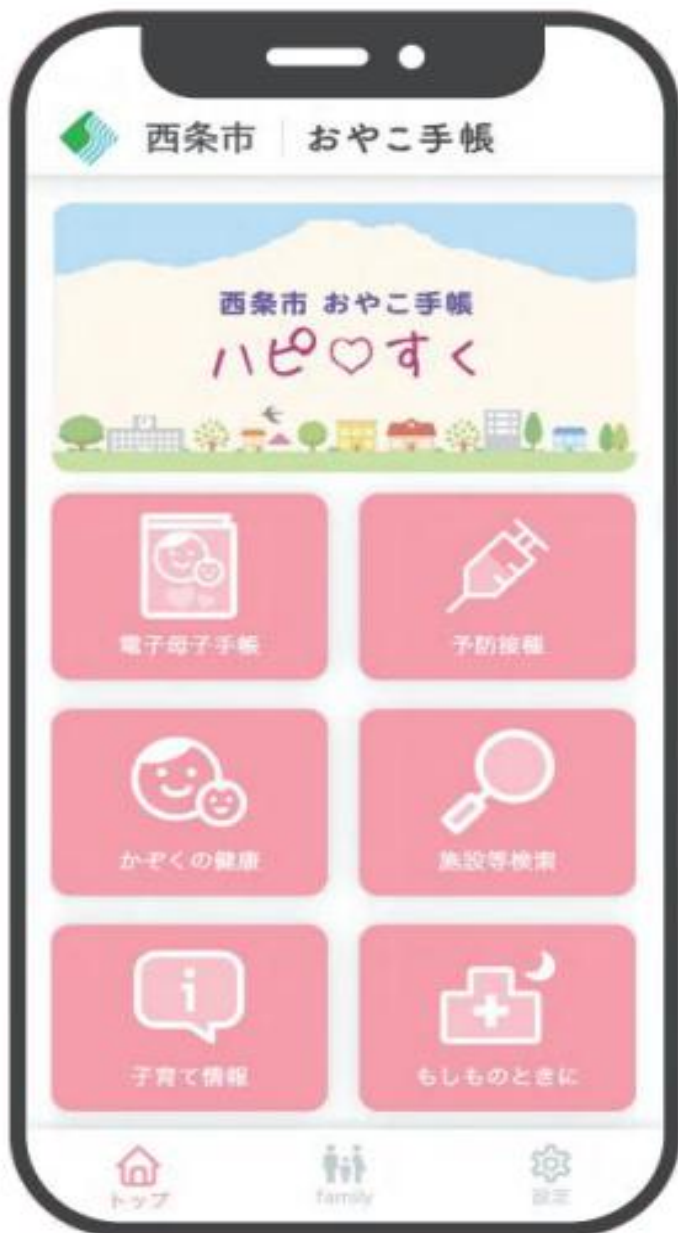 西条市 おやこ手帳
西条市 おやこ手帳
ハピ♡すく
電子母子手帳
予防接種
かぞくの健康
施設等検索
i
子育て情報
もしものときに
トップ
family
設定